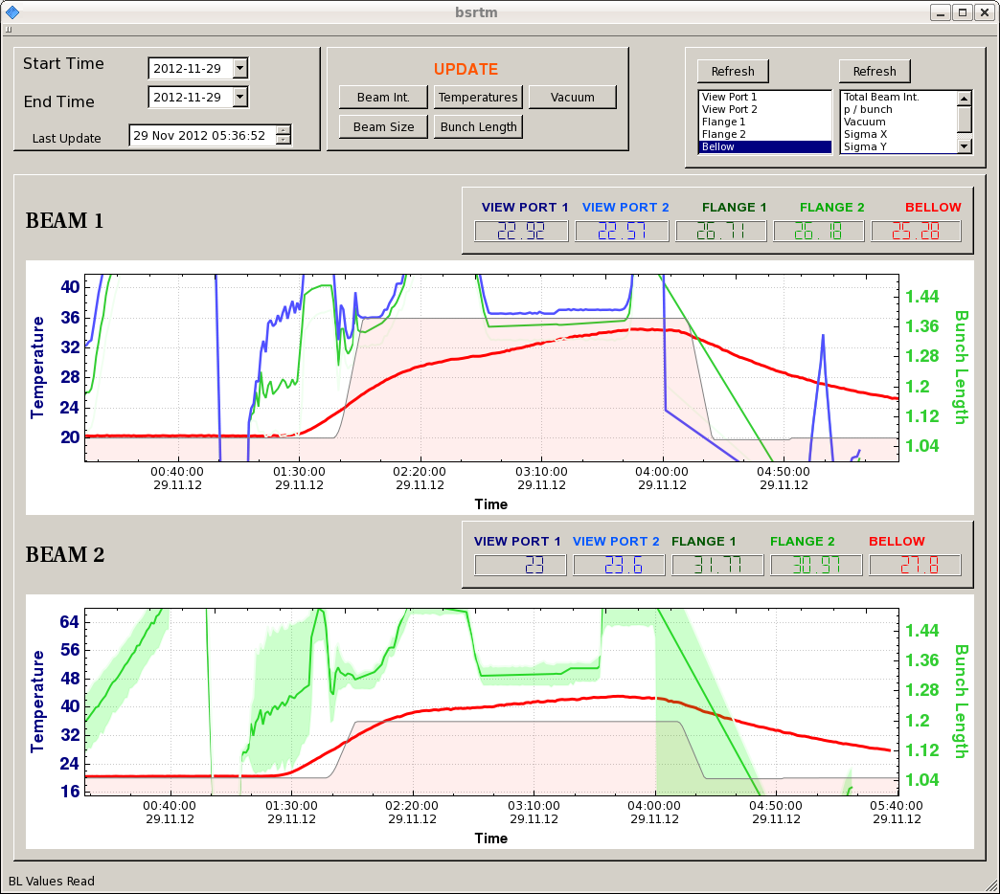 bsrtm
Start Time
2012-11-29
End Time
2012-11-29
Last Update
29 Nov 2012 05:36:52
UPDATE
Beam Int.
Temperatures
Vacuum
Beam Size
Bunch Length
Refresh
Refresh
View Port 1
View Port 2
Flange 1
Flange 2
Bellow
Total Beam Int.
p / bunch
Vacuum
Sigma X
Sigma Y
BEAM 1
VIEW PORT 1 VIEW PORT 2 FLANGE 1 FLANGE 2 BELLOW
22.92 22.57 26.71 26.18 25.28
40
36
32
28
24
20
Temperature
1.44
1.36
1.28
1.2
1.12
1.04
Bunch Length
00:40:00 01:30:00 02:20:00 03:10:00 04:00:00 04:50:00
29.11.12 29.11.12 29.11.12 29.11.12 29.11.12 29.11.12
Time
BEAM 2
VIEW PORT 1 VIEW PORT 2 FLANGE 1 FLANGE 2 BELLOW
23 23.6 31.77 30.97 27.8
64
56
48
40
32
24
16
Temperature
1.44
1.36
1.28
1.2
1.12
1.04
Bunch Length
00:40:00 01:30:00 02:20:00 03:10:00 04:00:00 04:50:00 05:40:00
29.11.12 29.11.12 29.11.12 29.11.12 29.11.12 29.11.12 29.11.12
Time
BL Values Read